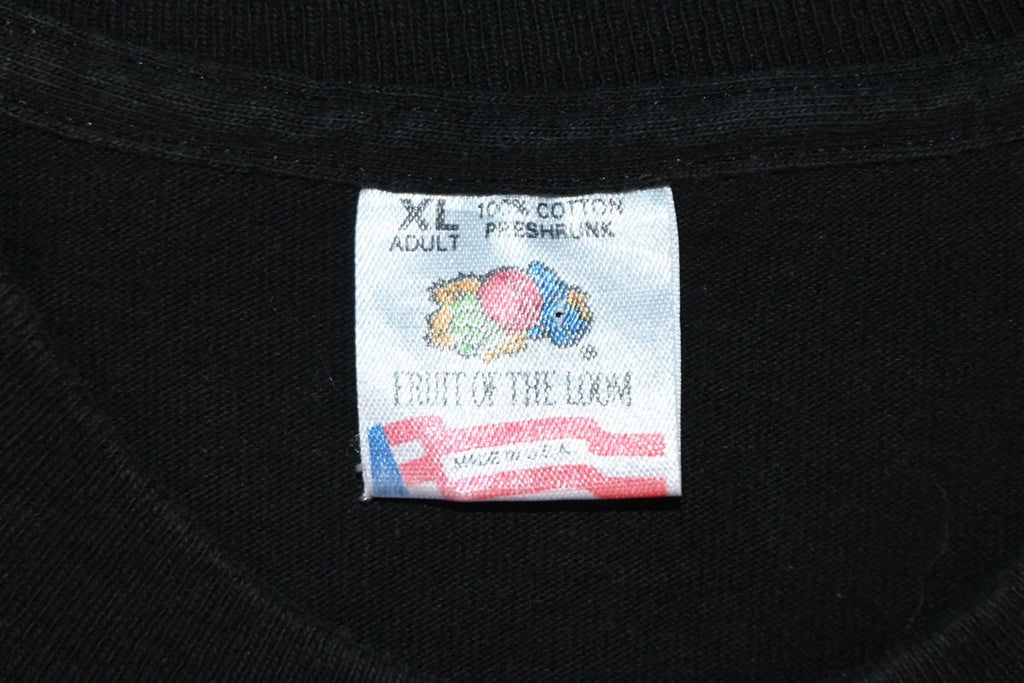 XL 100% COTTON
ADULT PRESHRUNK
®
FRUIT OF THE LOOM
MADE IN U.S.A.